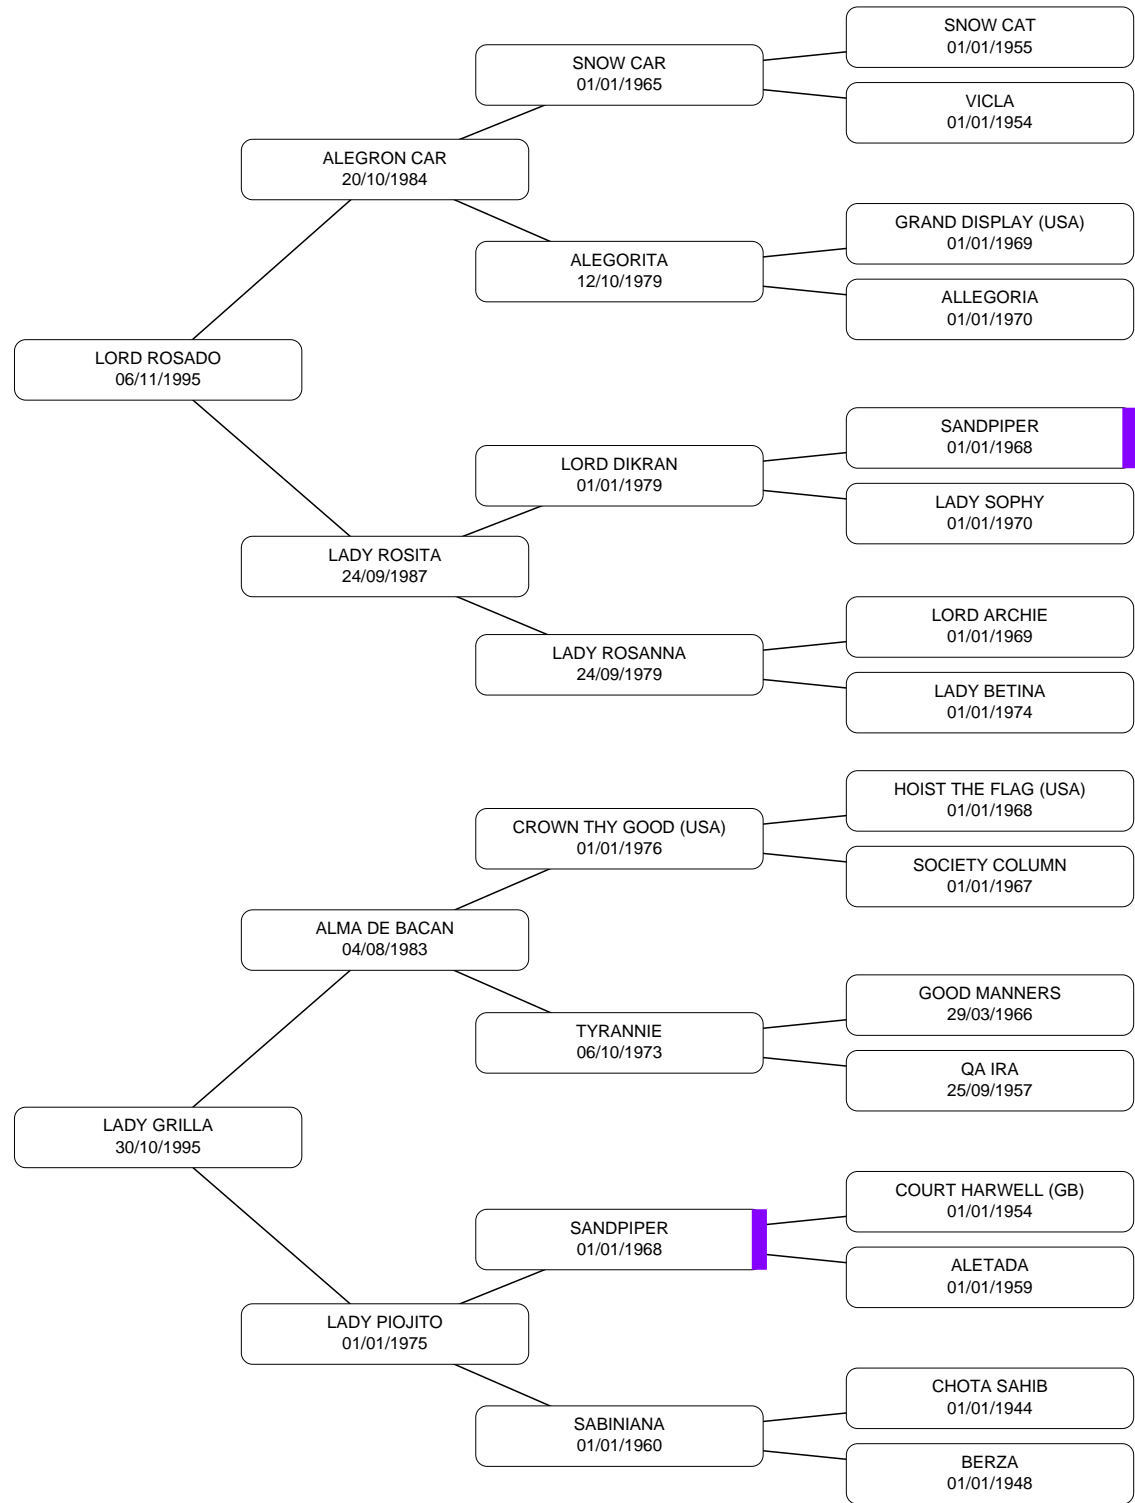 SNOW CAT
01/01/1955
SNOW CAR
01/01/1965
VICLA
01/01/1954
ALEGRON CAR
20/10/1984
GRAND DISPLAY (USA)
01/01/1969
ALEGORITA
12/10/1979
ALLEGORIA
01/01/1970
LORD ROSADO
06/11/1995
SANDPIPER
01/01/1968
LORD DIKRAN
01/01/1979
LADY SOPHY
01/01/1970
LADY ROSITA
24/09/1987
LORD ARCHIE
01/01/1969
LADY ROSANNA
24/09/1979
LADY BETINA
01/01/1974
HOIST THE FLAG (USA)
01/01/1968
CROWN THY GOOD (USA)
01/01/1976
SOCIETY COLUMN
01/01/1967
ALMA DE BACAN
04/08/1983
GOOD MANNERS
29/03/1966
TYRANNIE
06/10/1973
QA IRA
25/09/1957
LADY GRILLA
30/10/1995
COURT HARWELL (GB)
01/01/1954
SANDPIPER
01/01/1968
ALETADA
01/01/1959
LADY PIOJITO
01/01/1975
CHOTA SAHIB
01/01/1944
SABINIANA
01/01/1960
BERZA
01/01/1948